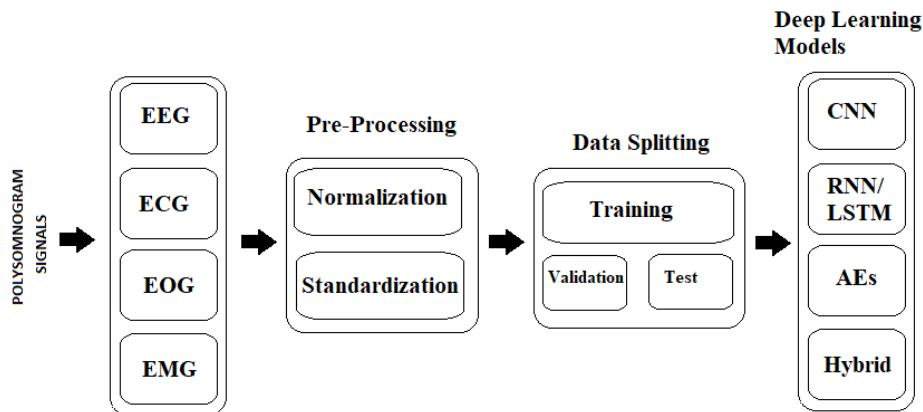 POLYSOMNOGRAM
SIGNALS
EEG
ECG
EOG
EMG
Pre-Processing
Normalization
Standardization
Data Splitting
Training
Validation
Test
Deep Learning
Models
CNN
RNN/
LSTM
AEs
Hybrid